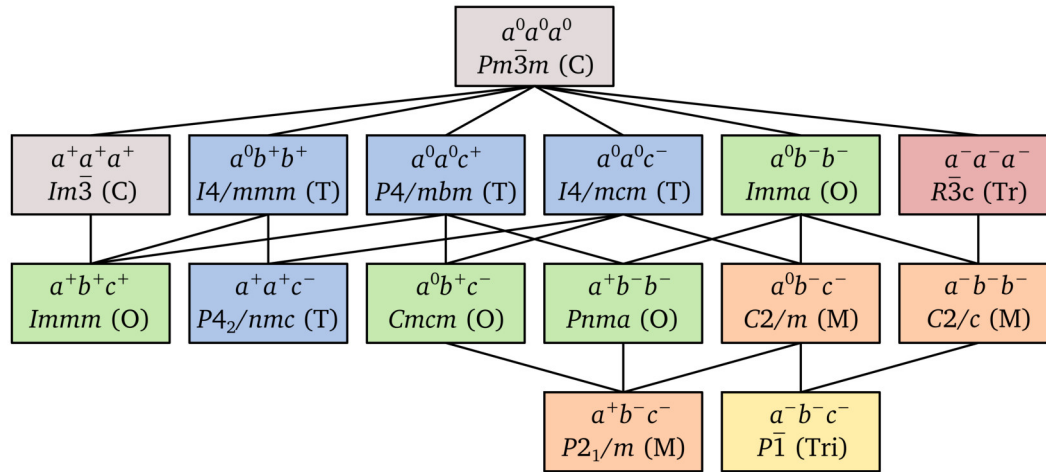 a⁰a⁰a⁰
Pm3̅m (C)
a⁺a⁺a⁺
Im3̅ (C)
a⁰b⁺b⁺
I4/mmm (T)
a⁰a⁰c⁺
P4/mbm (T)
a⁰a⁰c⁻
I4/mcm (T)
a⁰b⁻b⁻
Imma (O)
a⁻a⁻a⁻
R3̅c (Tr)
a⁺b⁺c⁺
Immm (O)
a⁺a⁺c⁻
P4₂/nmc (T)
a⁰b⁺c⁻
Cmcm (O)
a⁺b⁻b⁻
Pnma (O)
a⁰b⁻c⁻
C2/m (M)
a⁻b⁻b⁻
C2/c (M)
a⁺b⁻c⁻
P2₁/m (M)
a⁻b⁻c⁻
P1̅ (Tri)